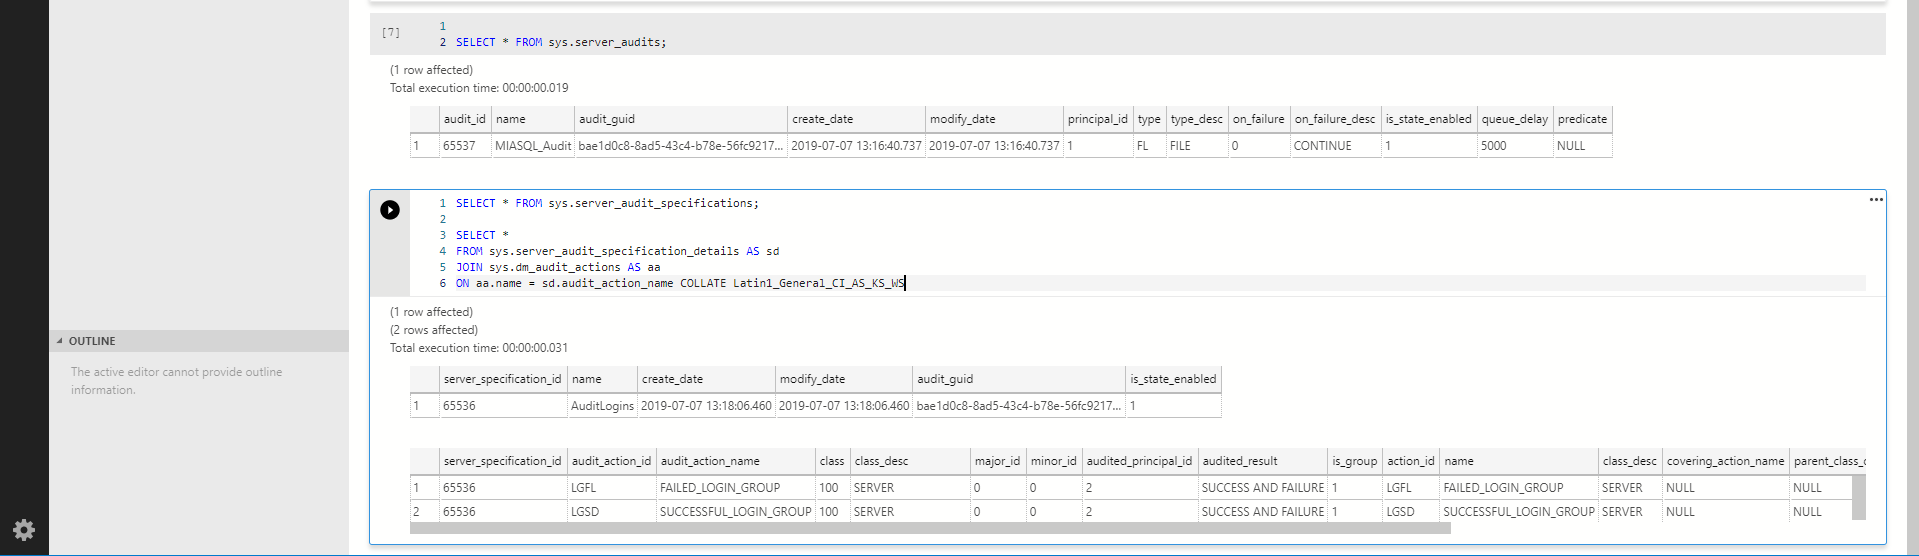 [7]
1
2 SELECT * FROM sys.server_audits;
(1 row affected)
Total execution time: 00:00:00.019
audit_id name audit_guid create_date modify_date principal_id type type_desc on_failure on_failure_desc is_state_enabled queue_delay predicate
1 65537 MIASQL_Audit bae1d0c8-8ad5-43c4-b78e-56fc9217... 2019-07-07 13:16:40.737 2019-07-07 13:16:40.737 1 FL FILE 0 CONTINUE 1 5000 NULL
1 SELECT * FROM sys.server_audit_specifications;
2
3 SELECT *
4 FROM sys.server_audit_specification_details AS sd
5 JOIN sys.dm_audit_actions AS aa
6 ON aa.name = sd.audit_action_name COLLATE Latin1_General_CI_AS_KS_WS
(1 row affected)
(2 rows affected)
Total execution time: 00:00:00.031
OUTLINE
The active editor cannot provide outline
information.
server_specification_id name create_date modify_date audit_guid is_state_enabled
1 65536 AuditLogins 2019-07-07 13:18:06.460 2019-07-07 13:18:06.460 bae1d0c8-8ad5-43c4-b78e-56fc9217... 1
server_specification_id audit_action_id audit_action_name class class_desc major_id minor_id audited_principal_id audited_result is_group action_id name class_desc covering_action_name parent_class_
1 65536 LGFL FAILED_LOGIN_GROUP 100 SERVER 0 0 2 SUCCESS AND FAILURE 1 LGFL FAILED_LOGIN_GROUP SERVER NULL NULL
2 65536 LGSD SUCCESSFUL_LOGIN_GROUP 100 SERVER 0 0 2 SUCCESS AND FAILURE 1 LGSD SUCCESSFUL_LOGIN_GROUP SERVER NULL NULL